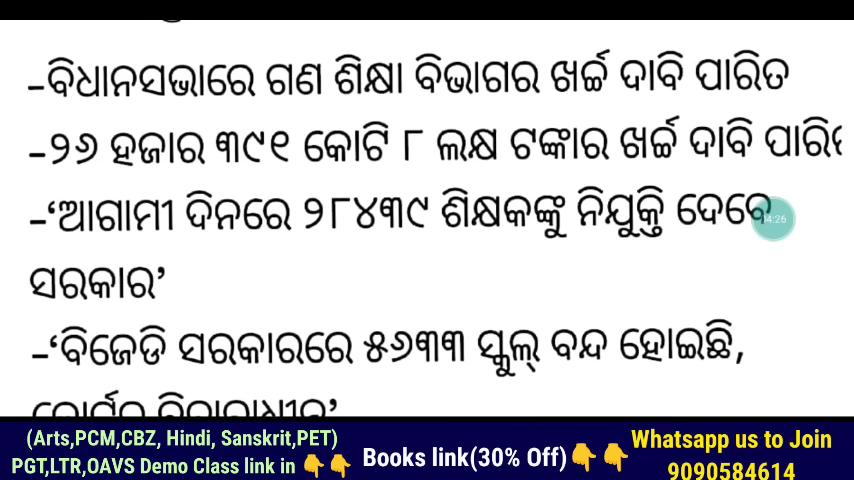 -ବିଧାନସଭାରେ ଗଣ ଶିକ୍ଷା ବିଭାଗର ଖର୍ଚ୍ଚ ଦାବି ପାରିତ
-୨୬ ହଜାର ୩୯୧ କୋଟି ୮ ଲକ୍ଷ ଟଙ୍କାର ଖର୍ଚ୍ଚ ଦାବି
-‘ଆଗାମୀ ଦିନରେ ୨୮୪୩୯ ଶିକ୍ଷକଙ୍କୁ ନିଯୁକ୍ତି ଦେବେ
ସରକାର’
-‘ବିଜେଡି ସରକାରରେ ୫୬୩୩ ସ୍କୁଲ୍ ବନ୍ଦ ହୋଇଛି,
(Arts,PCM,CBZ, Hindi, Sanskrit,PET)
PGT,LTR,OAVS Demo Class link in 👇👇
Books link(30% Off)👇👇
Whatsapp us to Join
9090584614